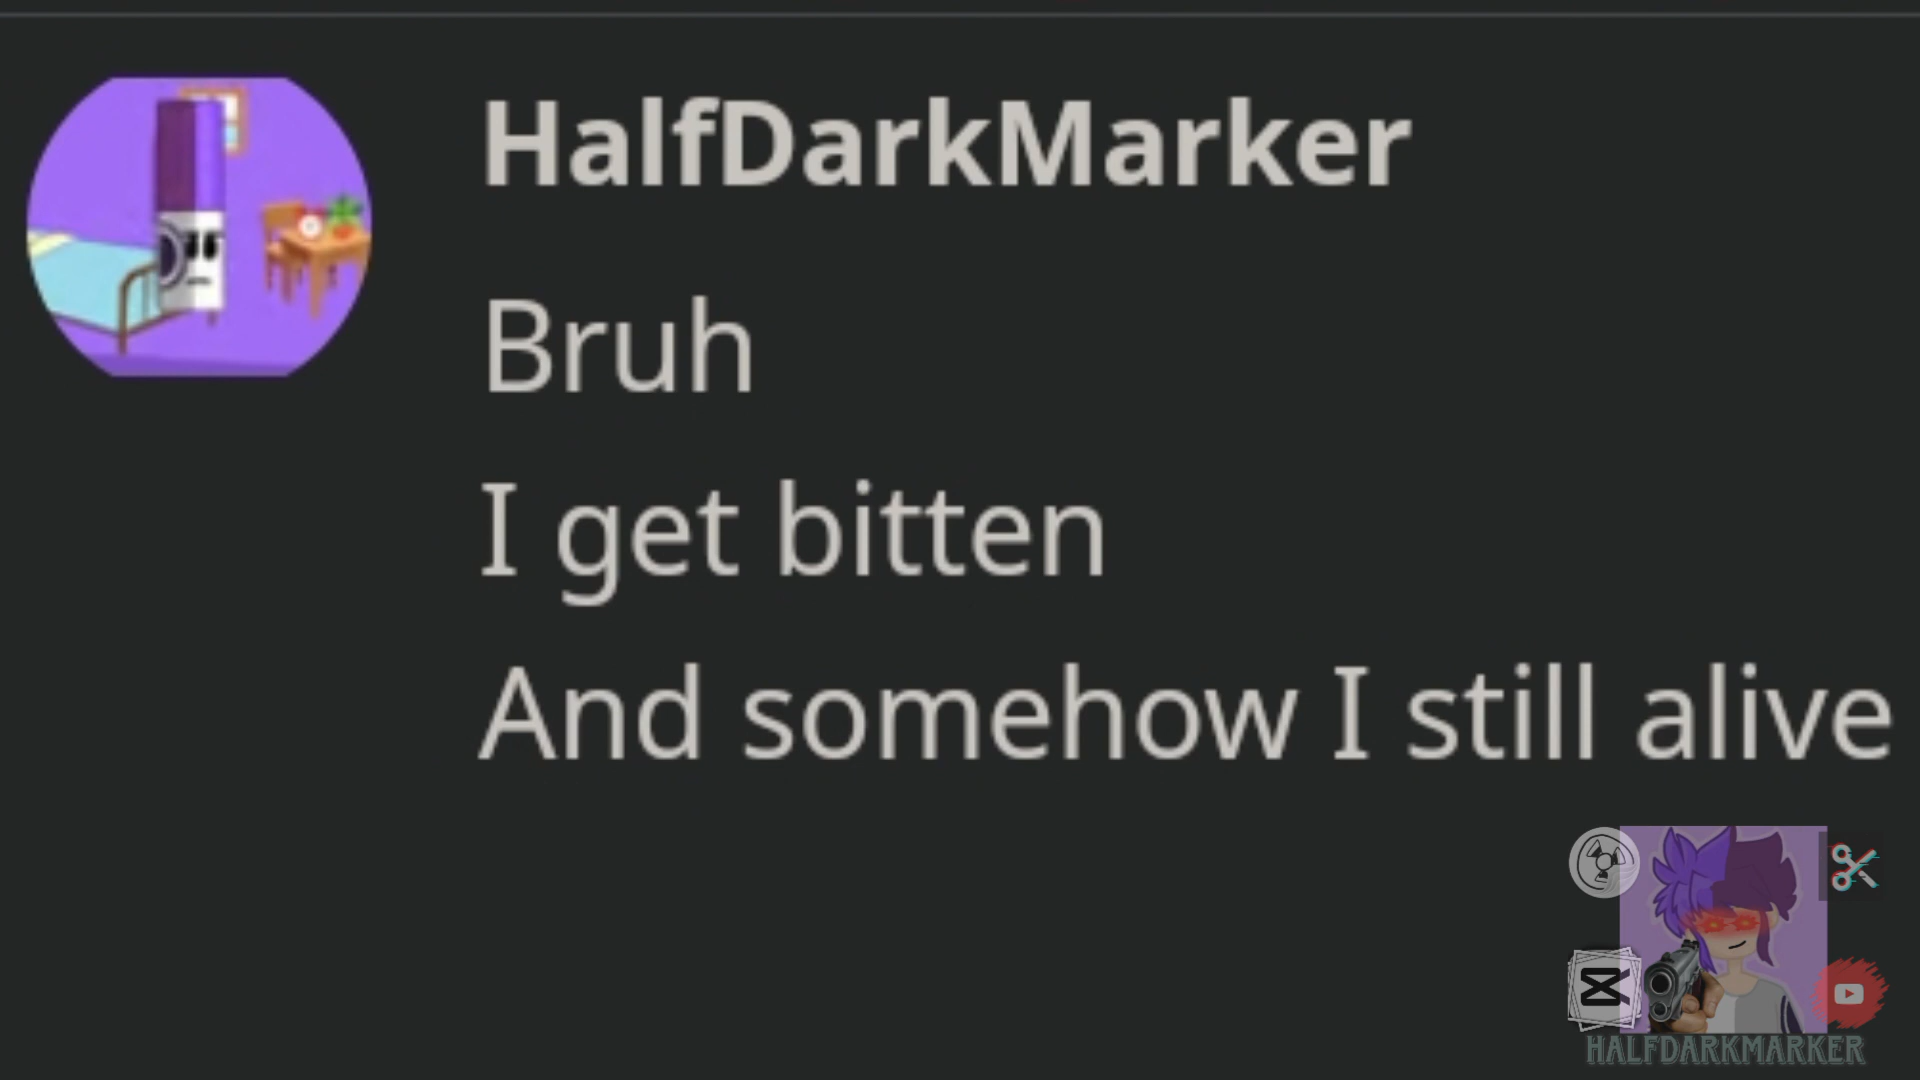 HalfDarkMarker
Bruh
I get bitten
And somehow I still alive
HALFDARKMARKER